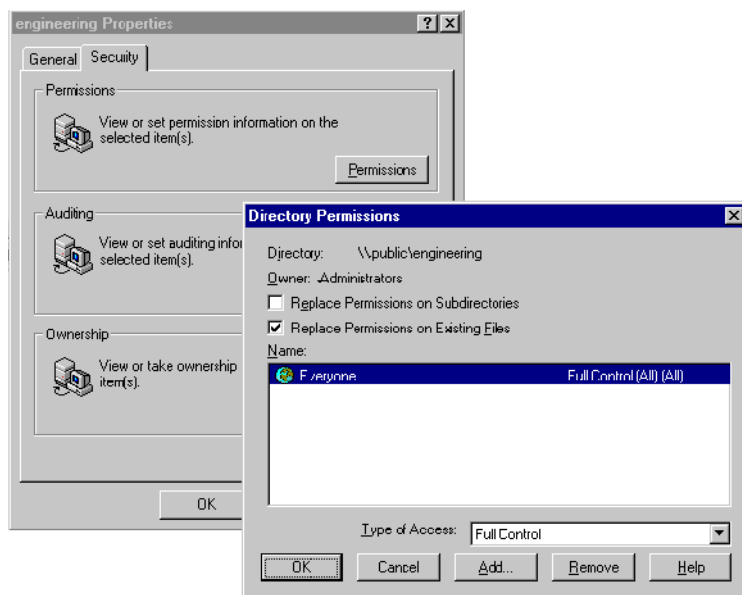 engineering Properties
General Security
Permissions
View or set permission information on the
selected item(s).
Permissions
Auditing
View or set auditing infor
selected item(s).
Ownership
View or take ownership
item(s).
OK
Directory Permissions
Directory: \\public\engineering
Owner: Administrators
Replace Permissions on Subdirectories
Replace Permissions on Existing Files
Name:
Everyone Full Control (All) (All)
Type of Access: Full Control
OK Cancel Add... Remove Help